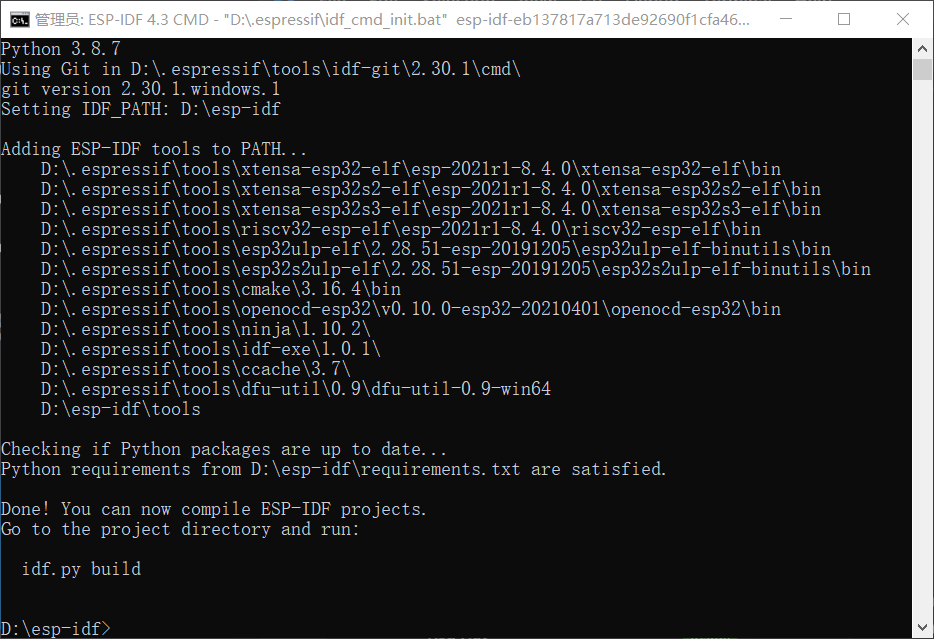 管理员: ESP-IDF 4.3 CMD - "D:\.espressif\idf_cmd_init.bat" esp-idf-eb137817a713de92690f1cfa46...
Python 3.8.7
Using Git in D:\.espressif\tools\idf-git\2.30.1\cmd\
git version 2.30.1.windows.1
Setting IDF_PATH: D:\esp-idf
Adding ESP-IDF tools to PATH...
D:\.espressif\tools\xtensa-esp32-elf\esp-2021r1-8.4.0\xtensa-esp32-elf\bin
D:\.espressif\tools\xtensa-esp32s2-elf\esp-2021r1-8.4.0\xtensa-esp32s2-elf\bin
D:\.espressif\tools\xtensa-esp32s3-elf\esp-2021r1-8.4.0\xtensa-esp32s3-elf\bin
D:\.espressif\tools\riscv32-esp-elf\esp-2021r1-8.4.0\riscv32-esp-elf\bin
D:\.espressif\tools\esp32ulp-elf\2.28.51-esp-20191205\esp32ulp-elf-binutils\bin
D:\.espressif\tools\esp32s2ulp-elf\2.28.51-esp-20191205\esp32s2ulp-elf-binutils\bin
D:\.espressif\tools\cmake\3.16.4\bin
D:\.espressif\tools\openocd-esp32\v0.10.0-esp32-20210401\openocd-esp32\bin
D:\.espressif\tools\ninja\1.10.2\
D:\.espressif\tools\idf-exe\1.0.1\
D:\.espressif\tools\ccache\3.7\
D:\.espressif\tools\dfu-util\0.9\dfu-util-0.9-win64
D:\esp-idf\tools
Checking if Python packages are up to date...
Python requirements from D:\esp-idf\requirements.txt are satisfied.
Done! You can now compile ESP-IDF projects.
Go to the project directory and run:
idf.py build
D:\esp-idf>